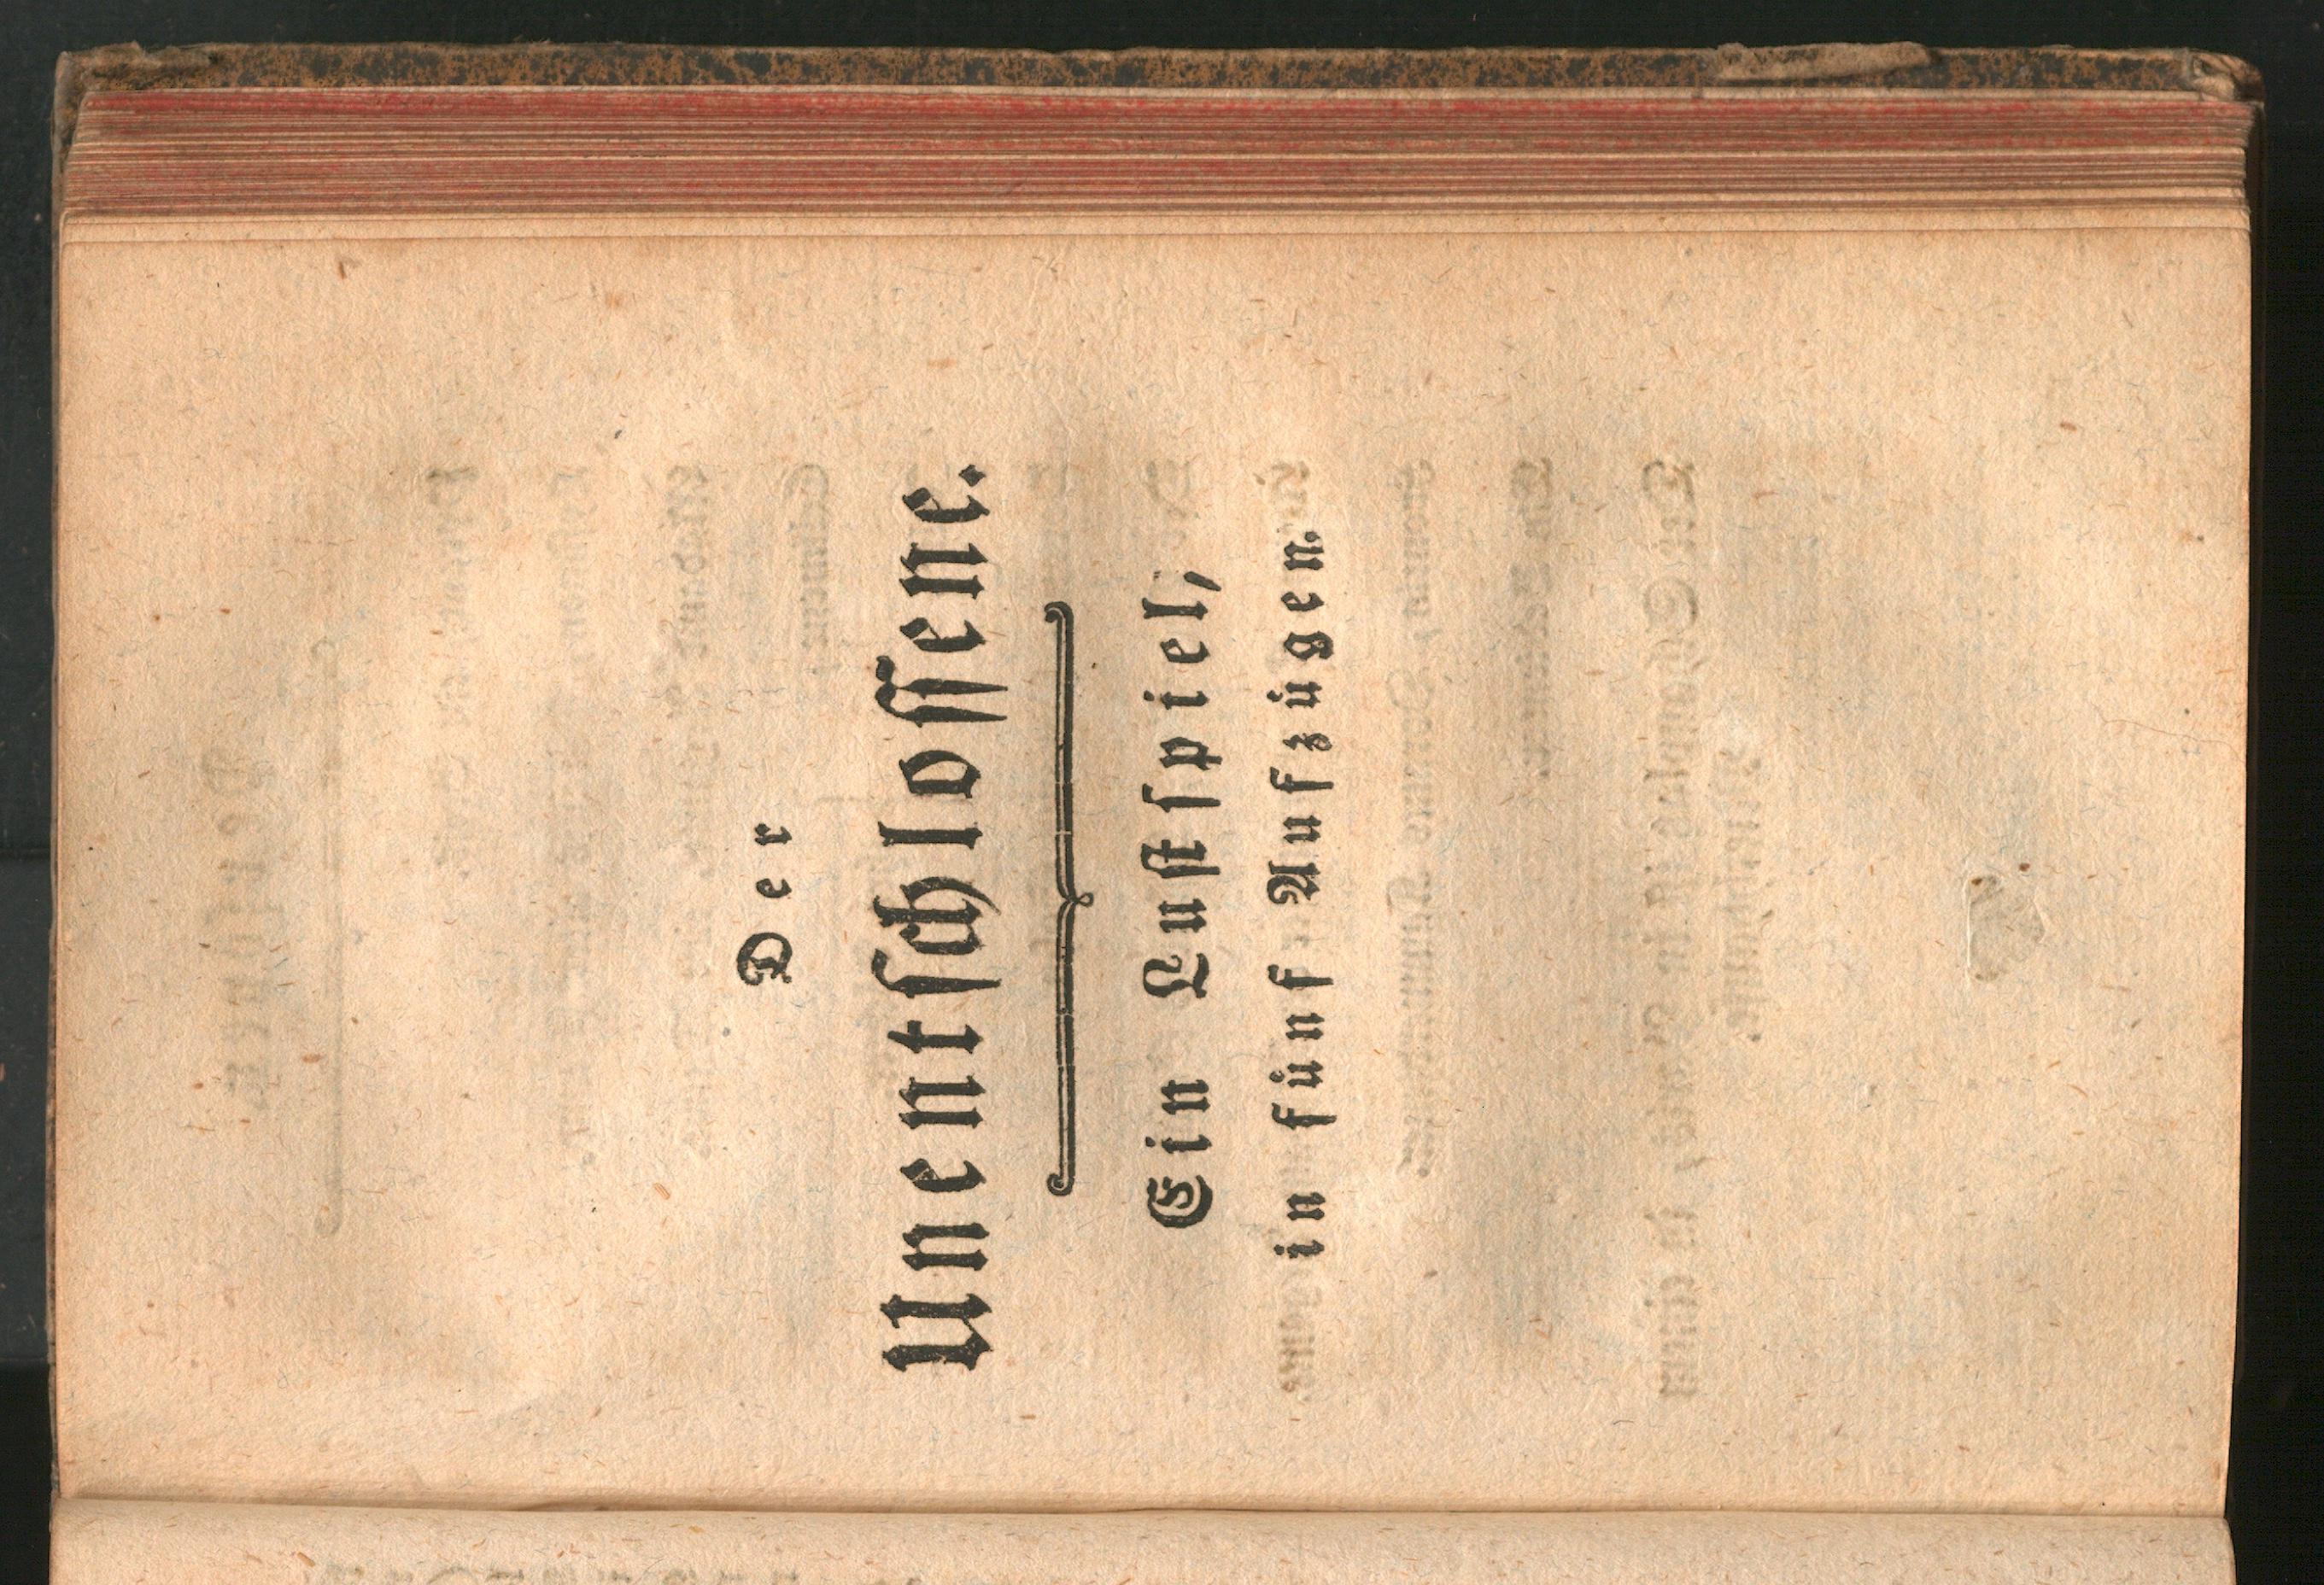 Der
Unentſchloſſene.
Ein Luſtſpiel,
in fünf Aufzügen.